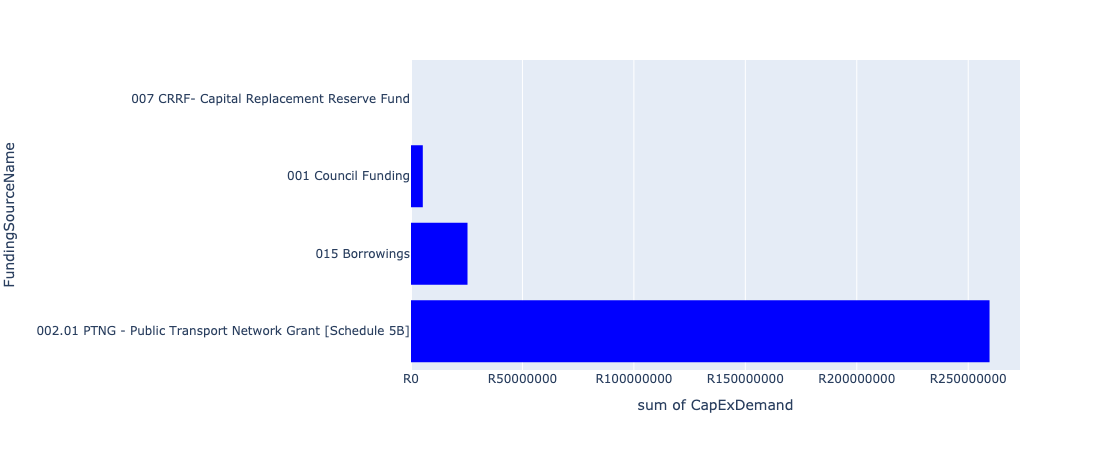 007 CRRF- Capital Replacement Reserve Fund
001 Council Funding
015 Borrowings
002.01 PTNG - Public Transport Network Grant [Schedule 5B]
FundingSourceName
R0 R50000000 R100000000 R150000000 R200000000 R250000000
sum of CapExDemand